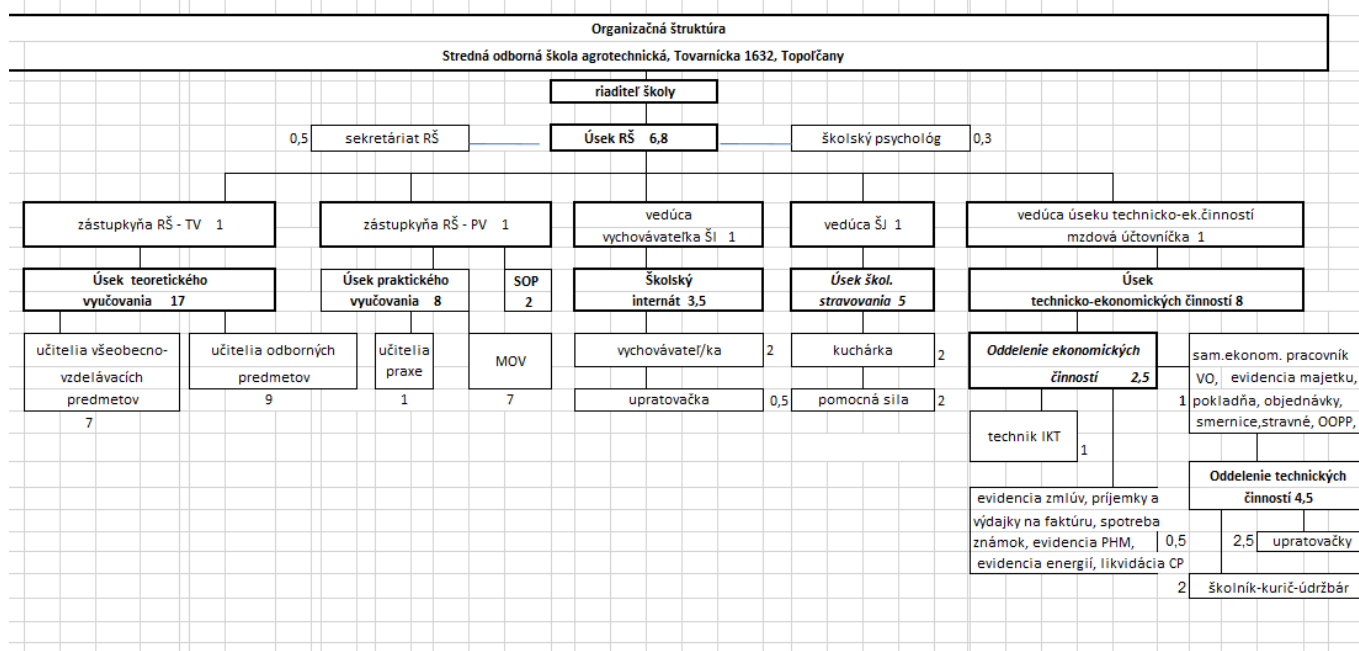 Organizačná štruktúra
Stredná odborná škola agrotechnická, Tovarnícka 1632, Topoľčany
riaditeľ školy
0,5 sekretáriat RŠ
Úsek RŠ 6,8
školský psychológ 0,3
zástupkyňa RŠ - TV 1
zástupkyňa RŠ - PV 1
vedúca
vychovávateľka ŠI 1
vedúca ŠJ 1
vedúca úseku technicko-ek.činností
mzdová účtovníčka 1
Úsek teoretického
vyučovania 17
Úsek praktického
vyučovania 8
SOP
2
Školský
internát 3,5
Úsek škol.
stravovania 5
Úsek
technicko-ekonomických činností 8
učitelia všeobecno-
vzdelávacích
predmetov
7
učitelia odborných
predmetov
9
učitelia
praxe
1
MOV
7
vychovávateľ/ka 2
upratovačka 0,5
kuchárka 2
pomocná sila 2
Oddelenie ekonomických
činností 2,5
sam.ekonom. pracovník
VO, evidencia majetku,
1 pokladňa, objednávky,
smernice,stravné, OOPP,
technik IKT
1
Oddelenie technických
činností 4,5
evidencia zmlúv, príjemky a
výdajky na faktúru, spotreba
známok, evidencia PHM, 0,5
evidencia energií, likvidácia CP
2,5 upratovačky
2 školník-kurič-údržbár